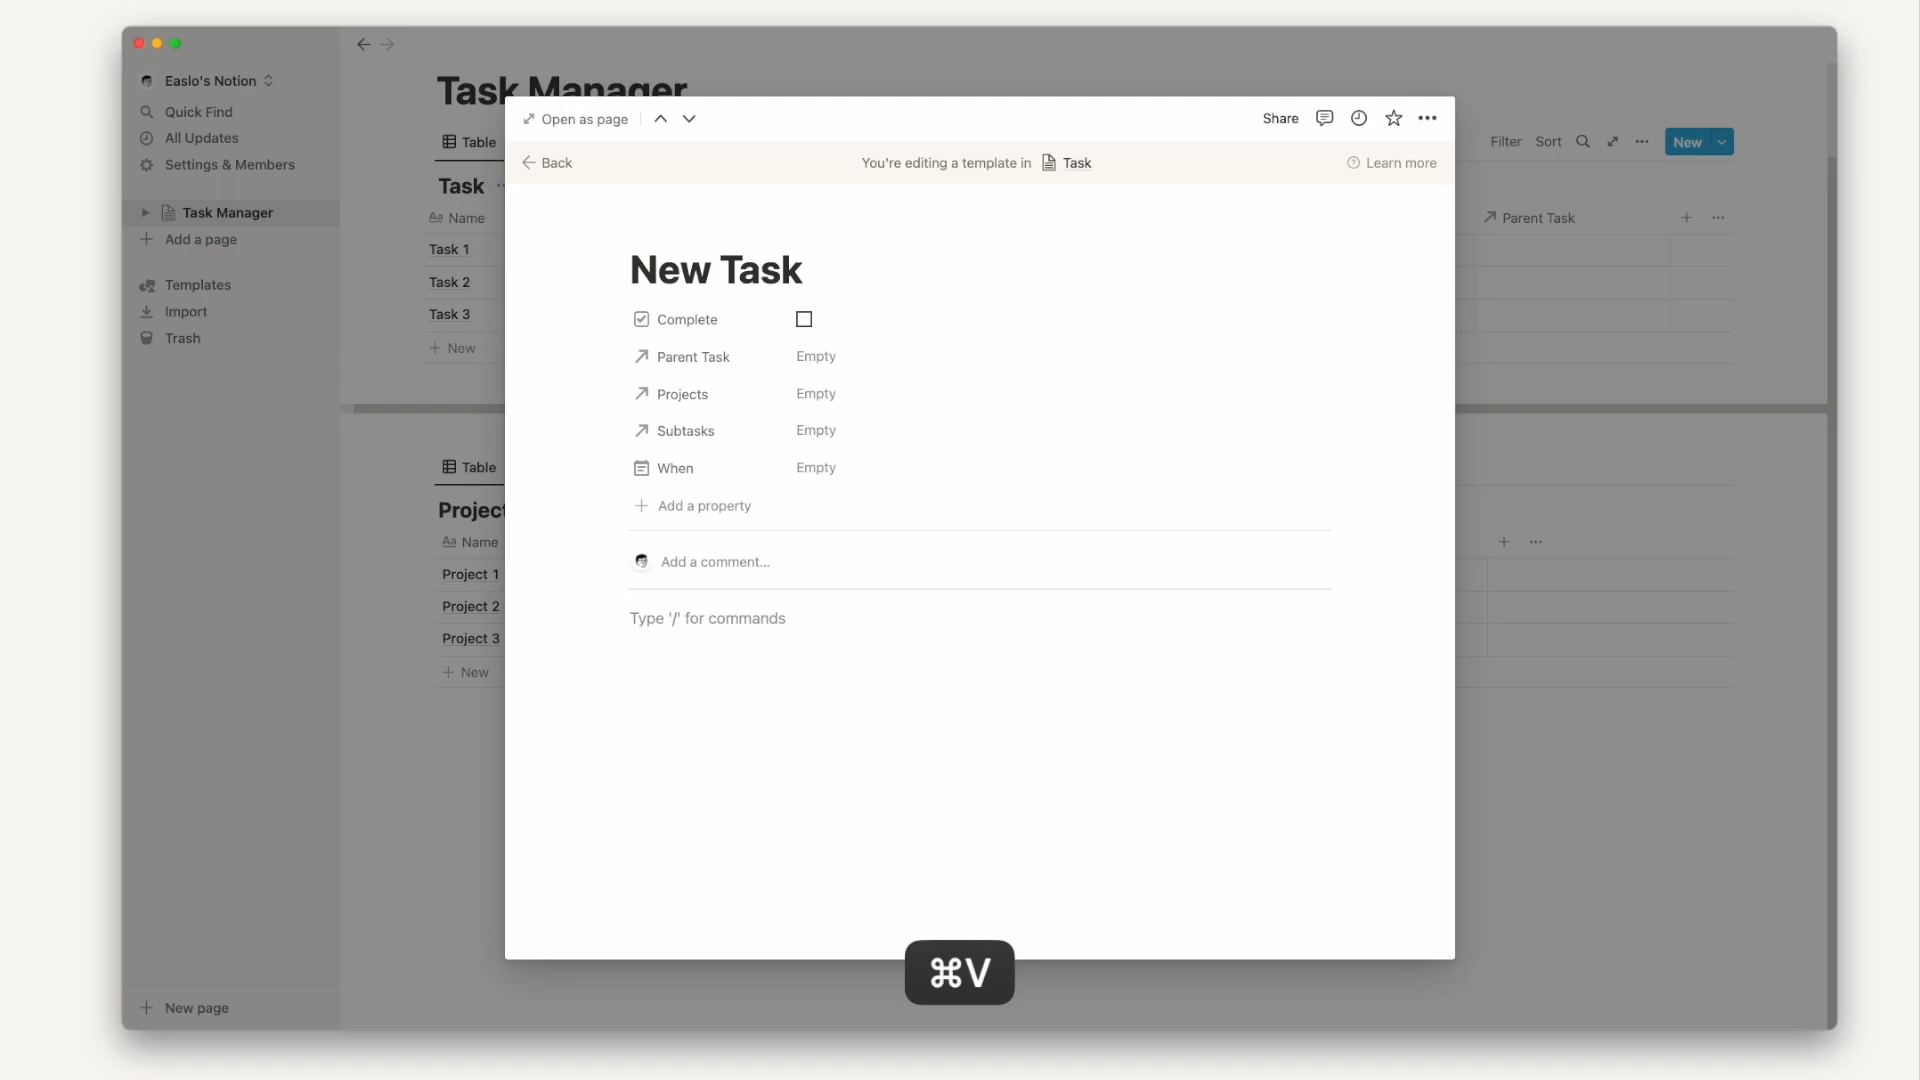 Easlo's Notion
Quick Find
All Updates
Settings & Members
Task Manager
Add a page
Templates
Import
Trash
New page
Task Manager
Table
Filter
Sort
New
Task
Aa Name
Parent Task
Task 1
Task 2
Task 3
New
Table
Project
Aa Name
Project 1
Project 2
Project 3
New
Open as page
Share
Back
You're editing a template in Task
Learn more
New Task
Complete
Parent Task Empty
Projects Empty
Subtasks Empty
When Empty
Add a property
Add a comment...
Type '/' for commands
⌘V